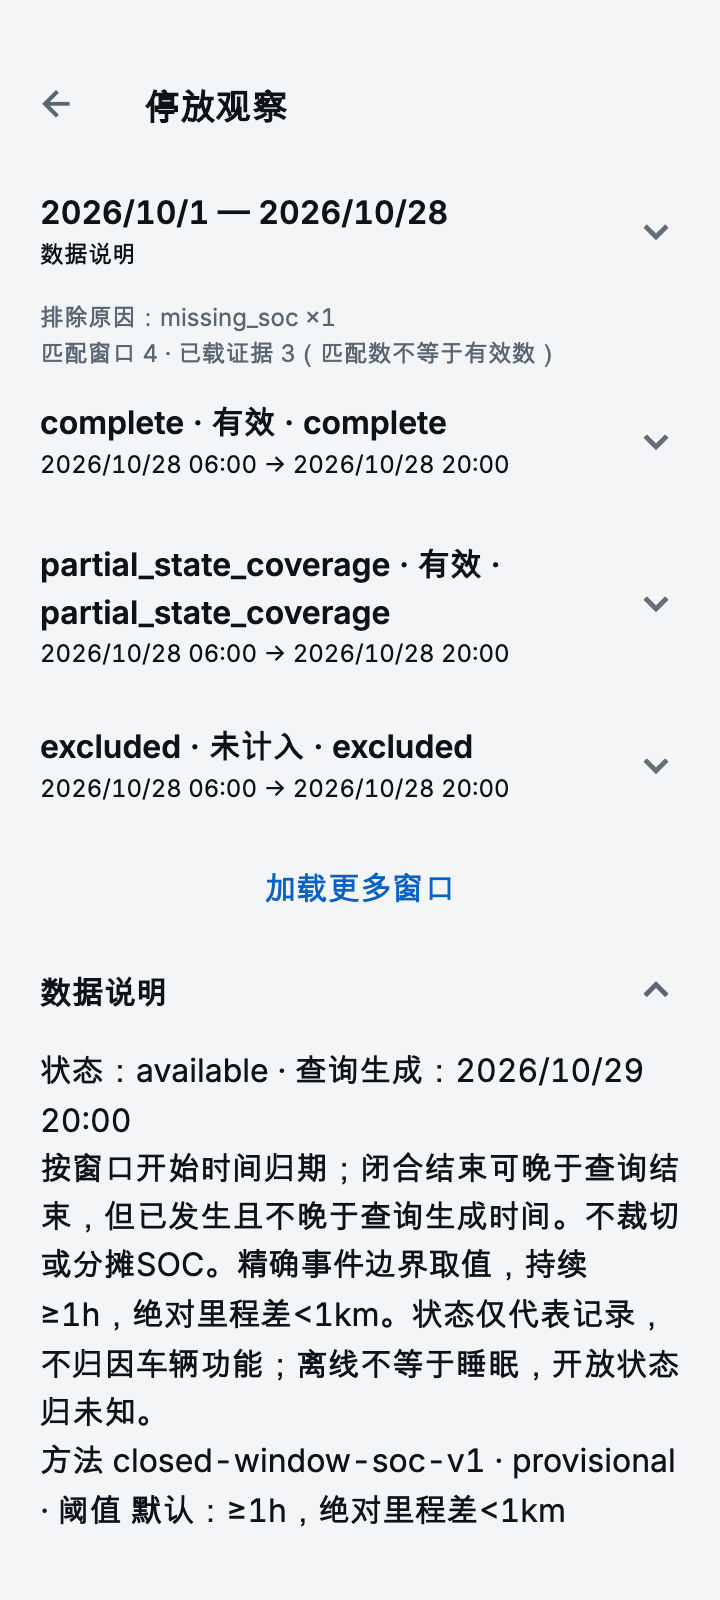 停放观察
2026/10/1 — 2026/10/28
数据说明
排除原因：missing_soc ×1
匹配窗口 4 · 已载证据 3（匹配数不等于有效数）
complete · 有效 · complete
2026/10/28 06:00 → 2026/10/28 20:00
partial_state_coverage · 有效 ·
partial_state_coverage
2026/10/28 06:00 → 2026/10/28 20:00
excluded · 未计入 · excluded
2026/10/28 06:00 → 2026/10/28 20:00
加载更多窗口
数据说明
状态：available · 查询生成：2026/10/29
20:00
按窗口开始时间归期；闭合结束可晚于查询结
束，但已发生且不晚于查询生成时间。不裁切
或分摊SOC。精确事件边界取值，持续
≥1h，绝对里程差<1km。状态仅代表记录，
不归因车辆功能；离线不等于睡眠，开放状态
归未知。
方法 closed-window-soc-v1 · provisional
· 阈值 默认：≥1h，绝对里程差<1km